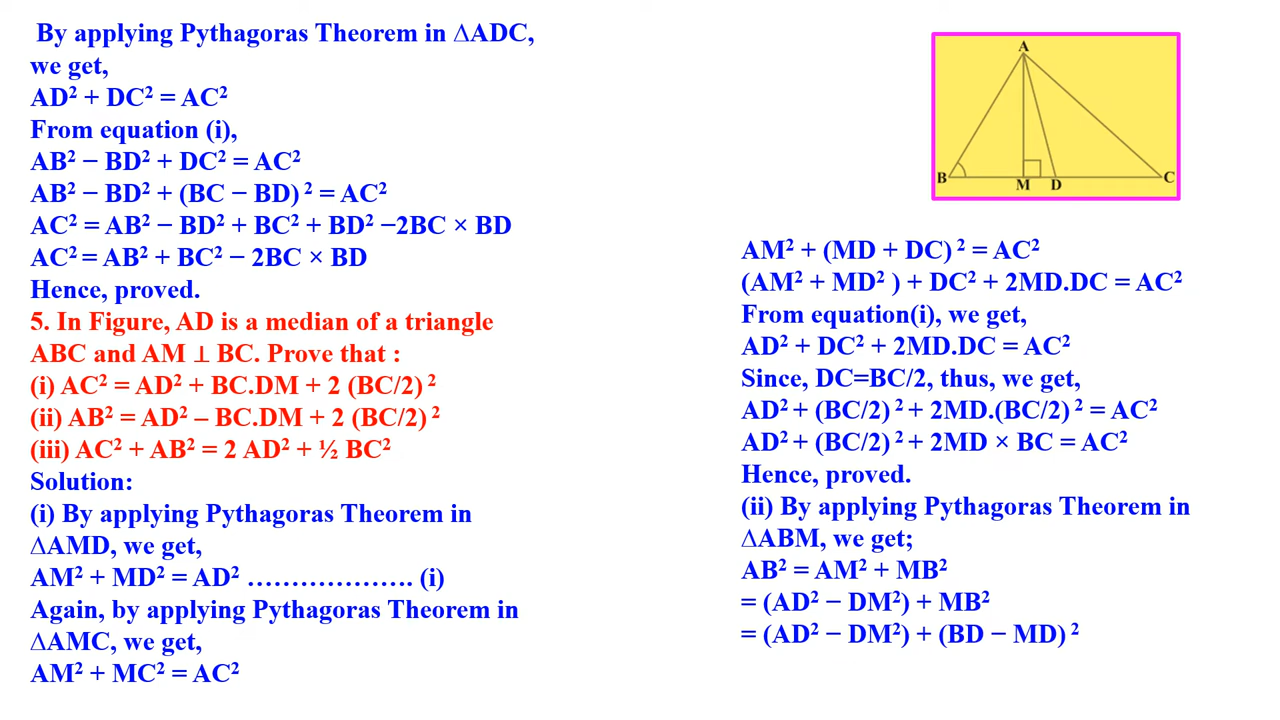 By applying Pythagoras Theorem in ∆ADC,
we get,
AD² + DC² = AC²
From equation (i),
AB² − BD² + DC² = AC²
AB² − BD² + (BC − BD) ² = AC²
AC² = AB² − BD² + BC² + BD² −2BC × BD
AC² = AB² + BC² − 2BC × BD
Hence, proved.
5. In Figure, AD is a median of a triangle
ABC and AM ⊥ BC. Prove that :
(i) AC² = AD² + BC.DM + 2 (BC/2) ²
(ii) AB² = AD² – BC.DM + 2 (BC/2) ²
(iii) AC² + AB² = 2 AD² + ½ BC²
Solution:
(i) By applying Pythagoras Theorem in
∆AMD, we get,
AM² + MD² = AD² ………………. (i)
Again, by applying Pythagoras Theorem in
∆AMC, we get,
AM² + MC² = AC²
A
B
M
D
C
AM² + (MD + DC) ² = AC²
(AM² + MD² ) + DC² + 2MD.DC = AC²
From equation(i), we get,
AD² + DC² + 2MD.DC = AC²
Since, DC=BC/2, thus, we get,
AD² + (BC/2) ² + 2MD.(BC/2) ² = AC²
AD² + (BC/2) ² + 2MD × BC = AC²
Hence, proved.
(ii) By applying Pythagoras Theorem in
∆ABM, we get;
AB² = AM² + MB²
= (AD² − DM²) + MB²
= (AD² − DM²) + (BD − MD) ²